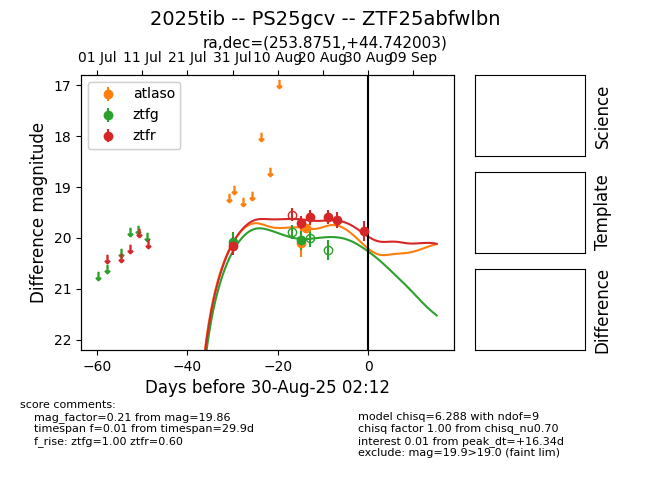 2025tib -- PS25gcv -- ZTF25abfwlbn
ra,dec=(253.8751,+44.742003)
01 Jul 11 Jul 21 Jul 31 Jul 10 Aug 20 Aug 30 Aug 09 Sep
17
18
19
20
21
22
Difference magnitude
atlaso
ztfg
ztfr
−60 −40 −20 0
Days before 30-Aug-25 02:12
Science
Template
Difference
score comments:
mag_factor=0.21 from mag=19.86
timespan f=0.01 from timespan=29.9d
f_rise: ztfg=1.00 ztfr=0.60
model chisq=6.288 with ndof=9
chisq factor 1.00 from chisq_nu0.70
interest 0.01 from peak_dt=+16.34d
exclude: mag=19.9>19.0 (faint lim)